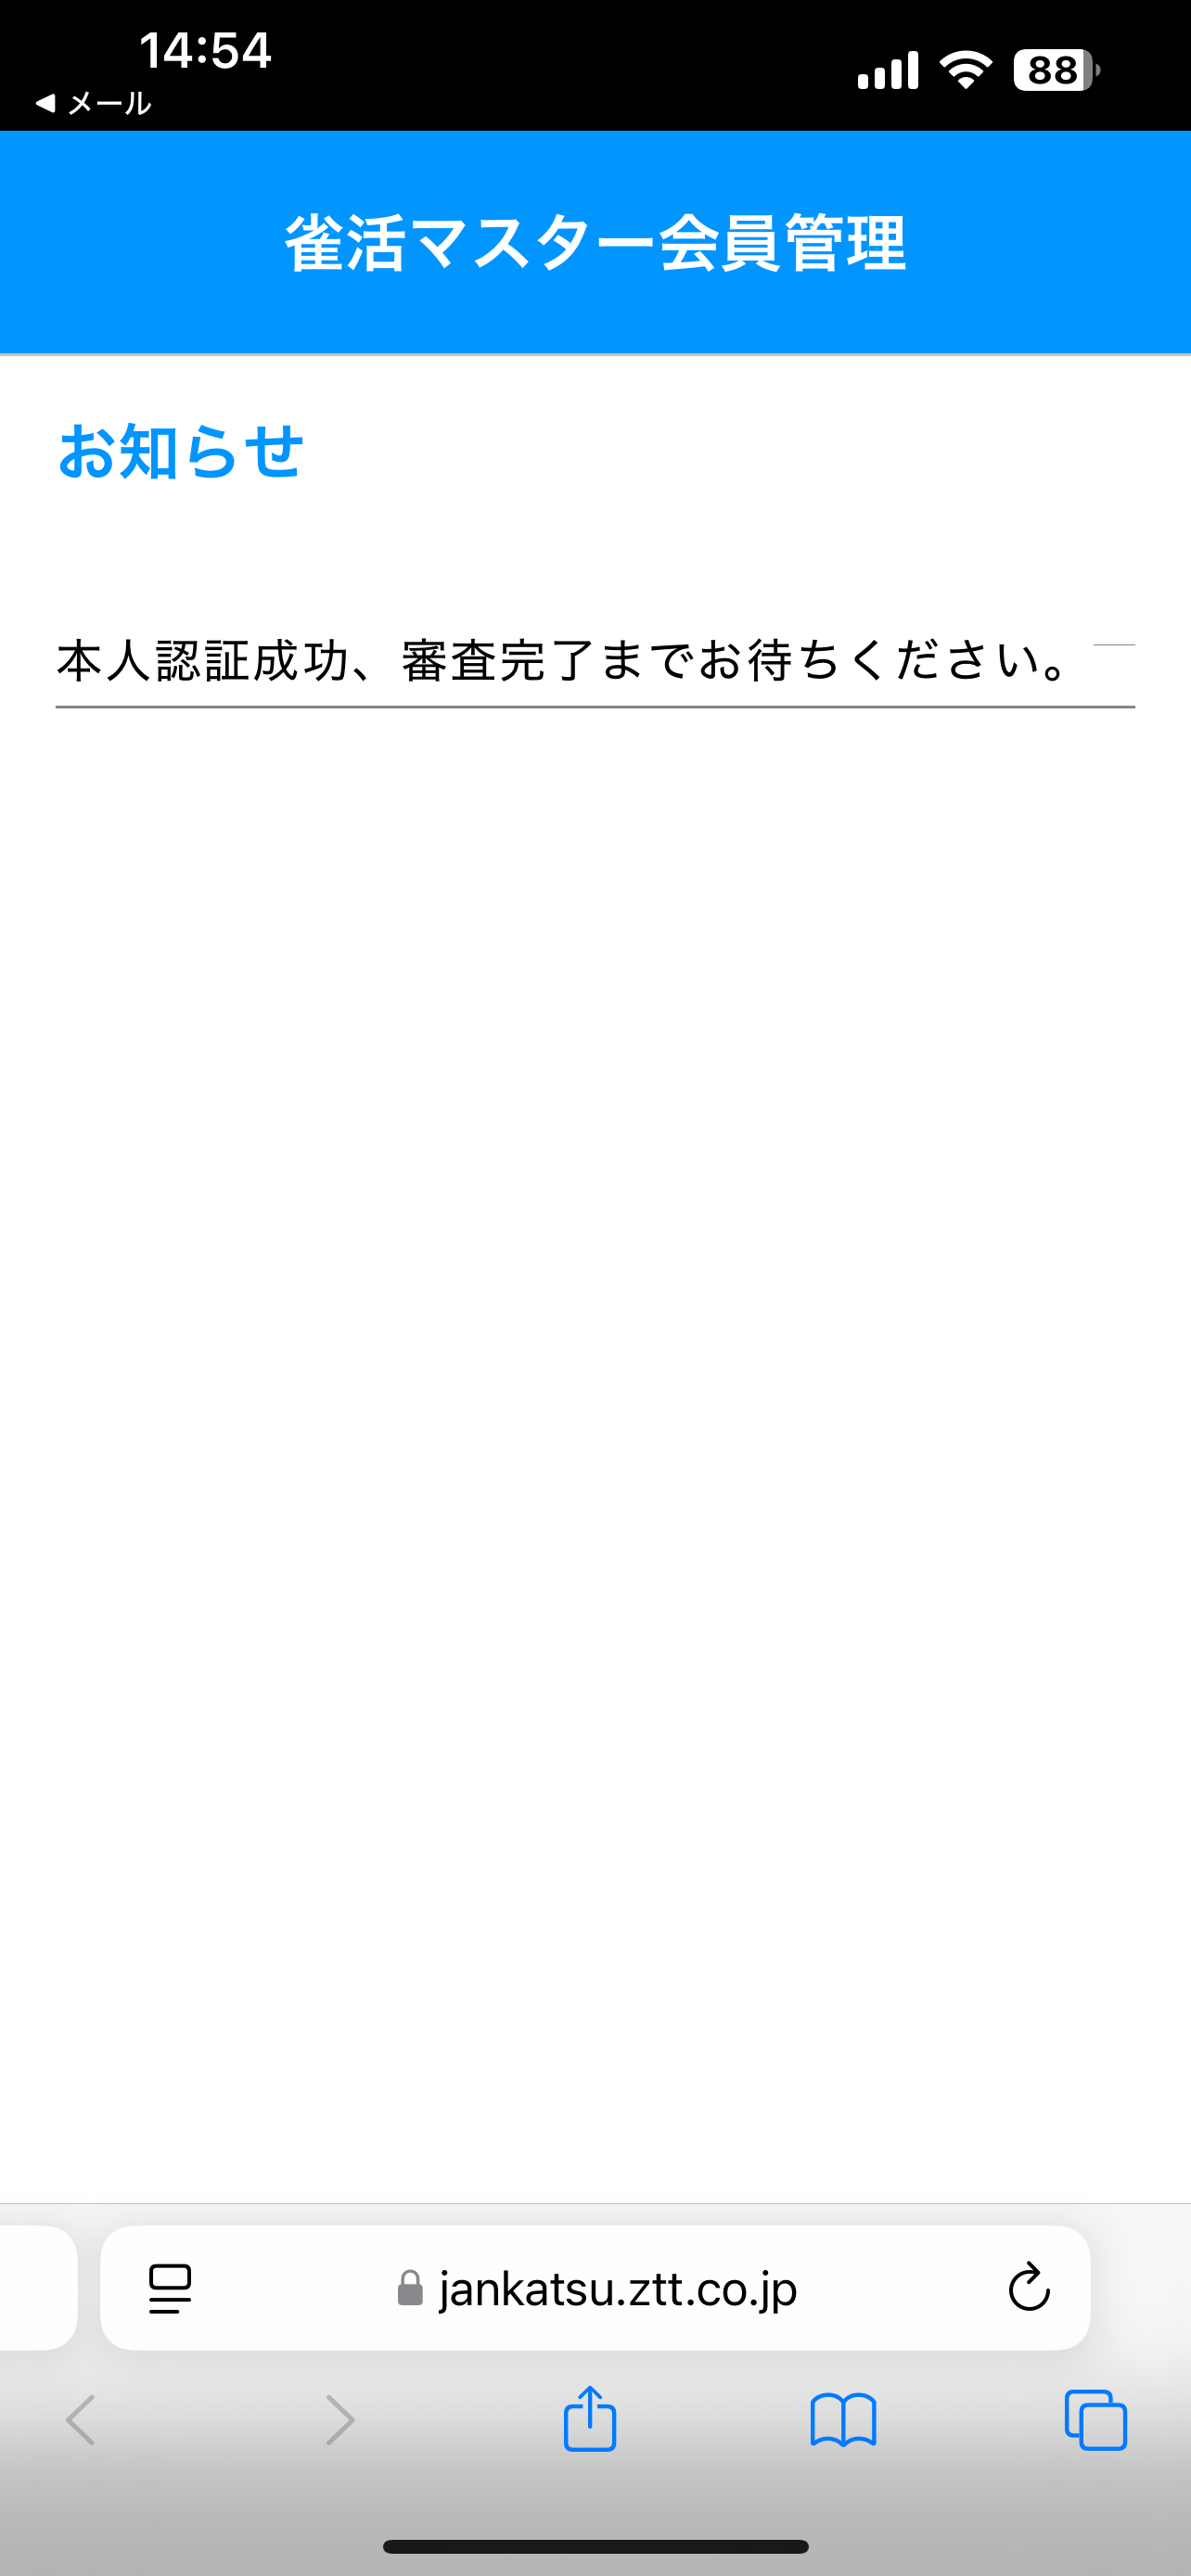 14:54
◀ メール
88
雀活マスター会員管理
お知らせ
本人認証成功、審査完了までお待ちください。
jankatsu.ztt.co.jp